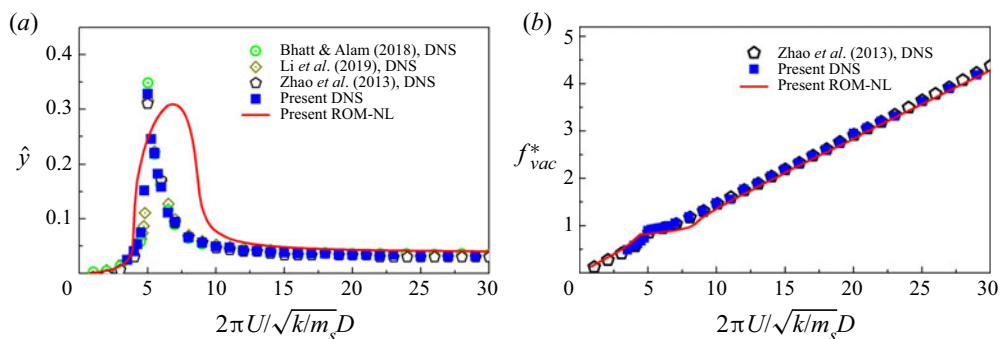 (a)
0.4
0.3
0.2
0.1
ŷ
Bhatt & Alam (2018), DNS
Li et al. (2019), DNS
Zhao et al. (2013), DNS
Present DNS
Present ROM-NL
0 5 10 15 20 25 30
2πU/√k/m_sD
(b)
5
4
3
2
1
f*vac
Zhao et al. (2013), DNS
Present DNS
Present ROM-NL
0 5 10 15 20 25 30
2πU/√k/m_sD